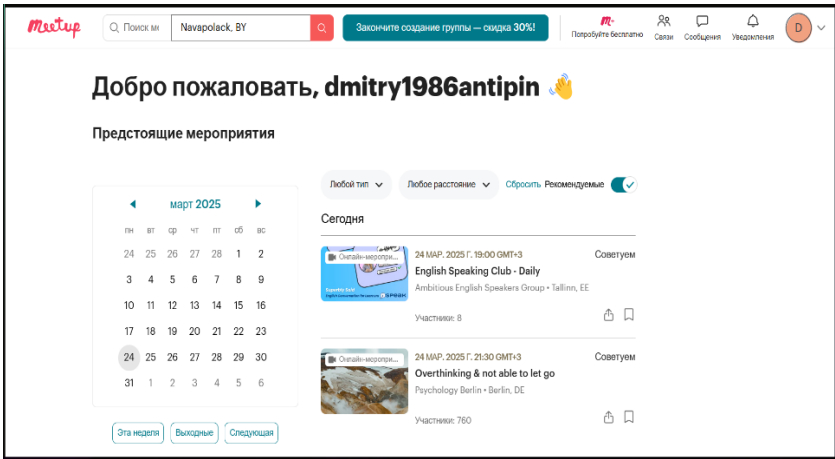 Meetup
Поиск мє
Navapolack, BY
Закончите создание группы — скидка 30%!
Попробуйте бесплатно
Связи
Сообщения
Уведомления
D
Добро пожаловать, dmitry1986antipin 👋
Предстоящие мероприятия
Любой тип
Любое расстояние
Сбросить
Рекомендуемые
март 2025
пн вт ср чт пт сб вс
24 25 26 27 28 1 2
3 4 5 6 7 8 9
10 11 12 13 14 15 16
17 18 19 20 21 22 23
24 25 26 27 28 29 30
31 1 2 3 4 5 6
Эта неделя
Выходные
Следующая
Сегодня
Онлайн-меропри...
24 МАР. 2025 Г. 19:00 GMT+3
Советуем
English Speaking Club - Daily
Ambitious English Speakers Group • Tallinn, EE
Участники: 8
Онлайн-меропри...
24 МАР. 2025 Г. 21:30 GMT+3
Советуем
Overthinking & not able to let go
Psychology Berlin • Berlin, DE
Участники: 760